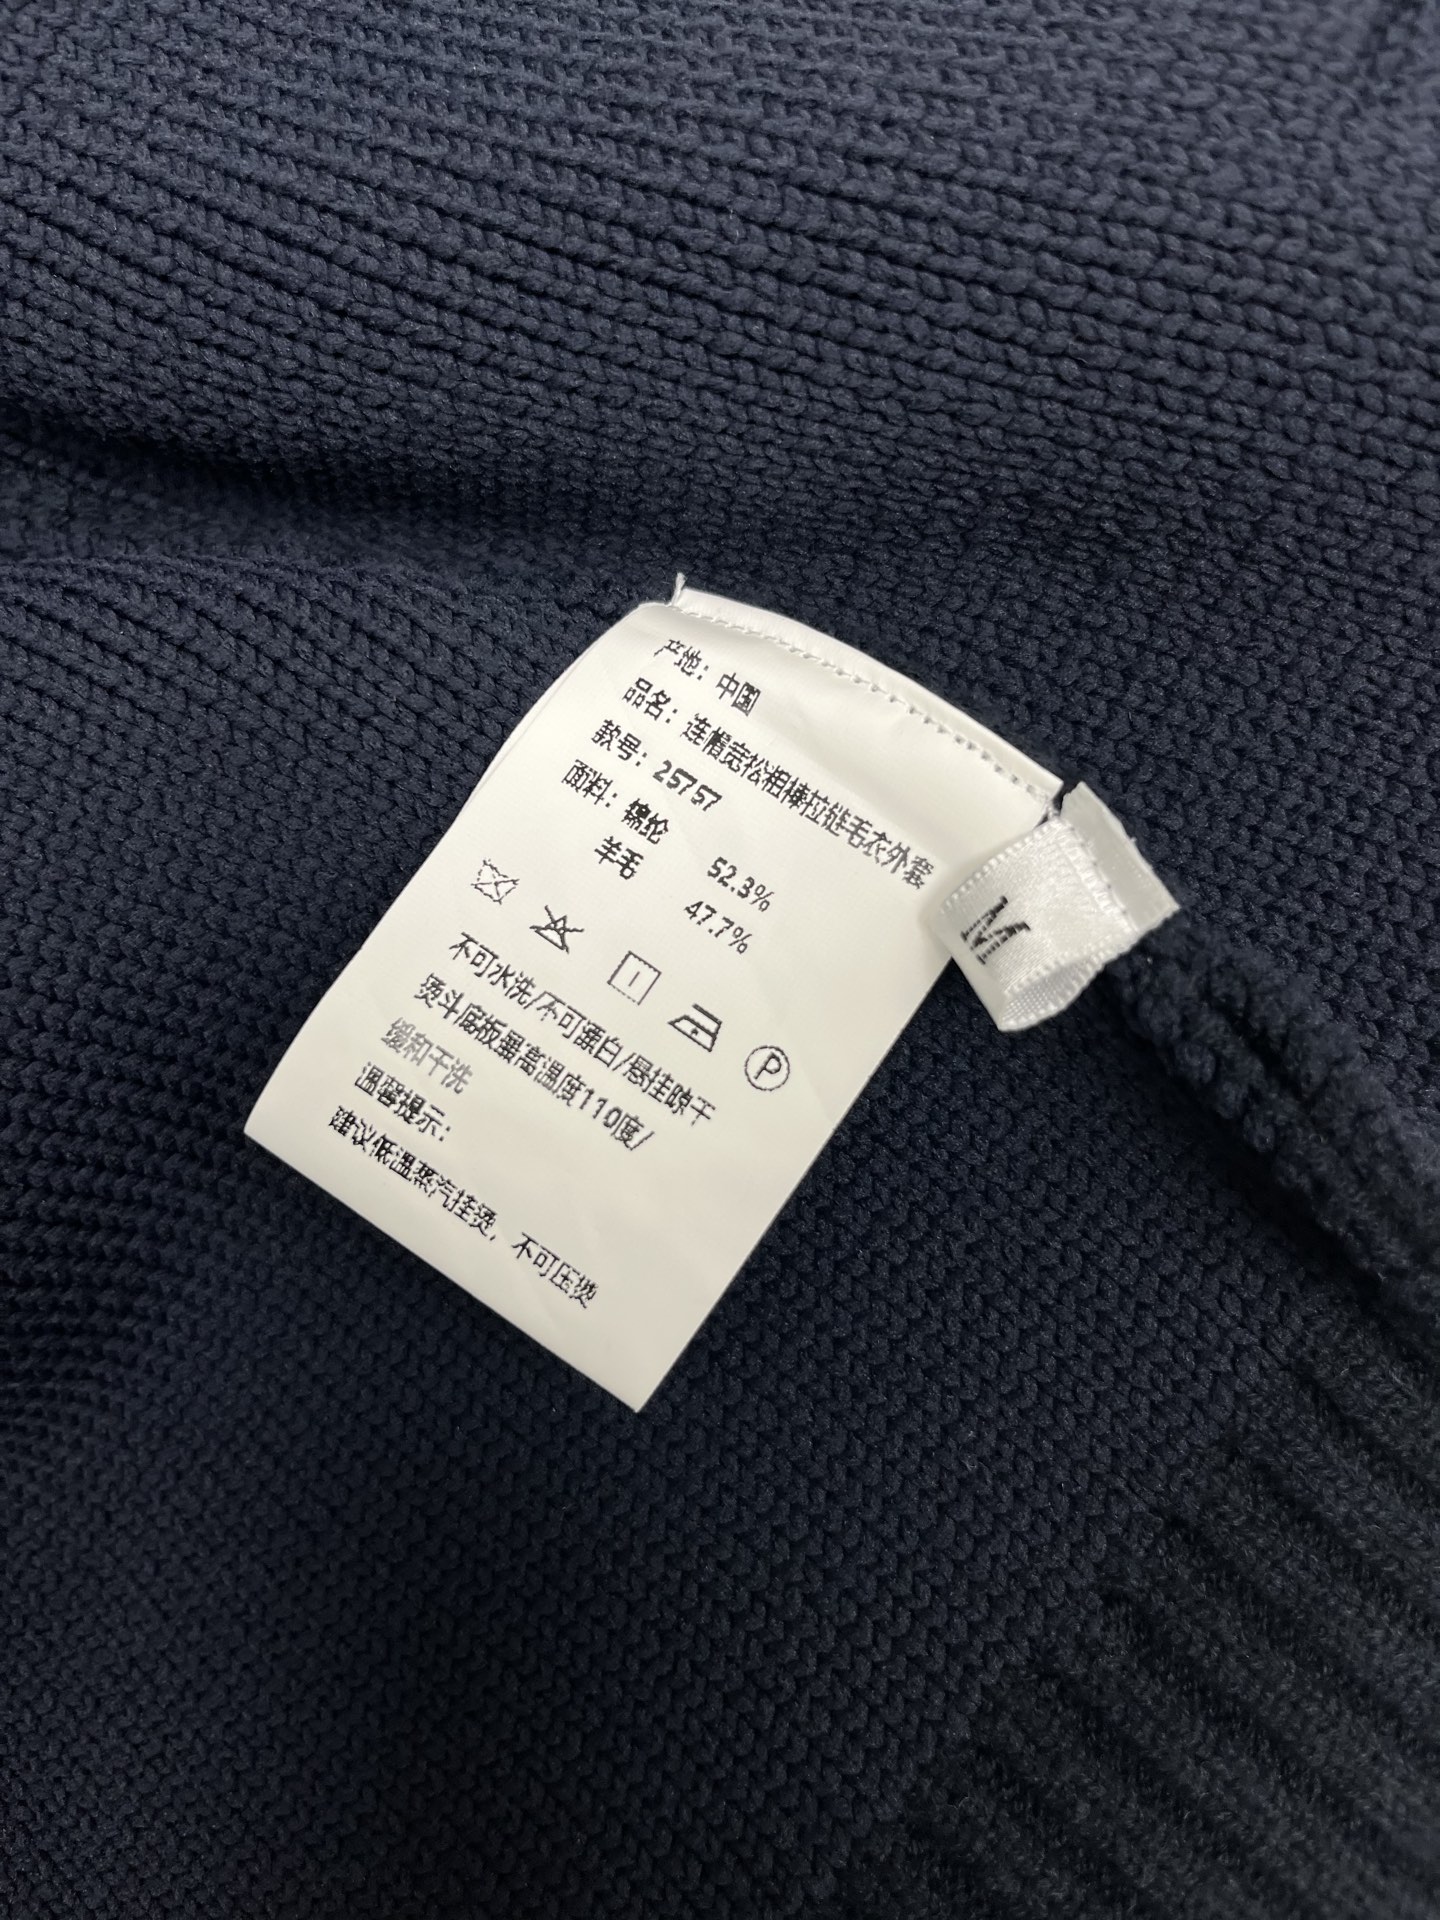 产地：中国
品名：连帽宽松粗棒拉链毛衣外套
款号：25757
面料：锦纶 52.3%
羊毛 47.7%
P
不可水洗/不可漂白/悬挂晾干
熨斗底板最高温度110度/
缓和干洗
温馨提示：
建议低温蒸汽挂烫，不可压烫
M